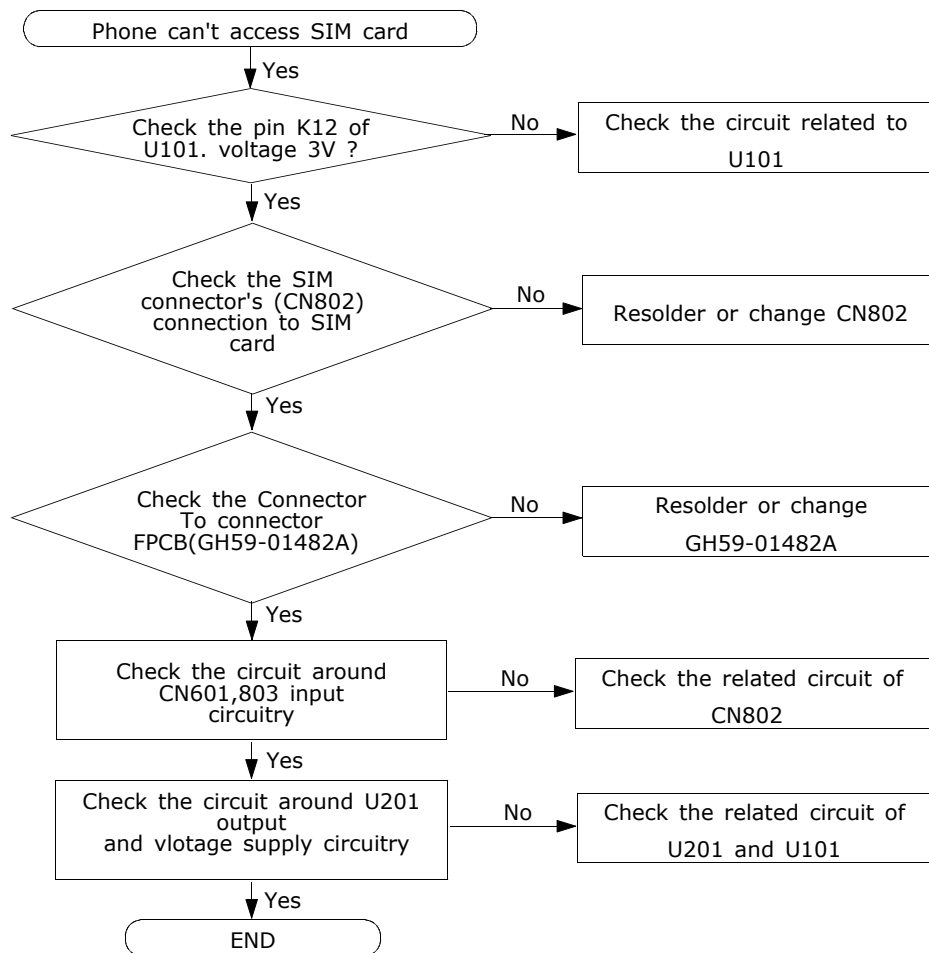 Phone can't access SIM card
Yes
Check the pin K12 of
U101. voltage 3V ?
No
Check the circuit related to
U101
Yes
Check the SIM
connector's (CN802)
connection to SIM
card
No
Resolder or change CN802
Yes
Check the Connector
To connector
FPCB(GH59-01482A)
No
Resolder or change
GH59-01482A
Yes
Check the circuit around
CN601,803 input
circuitry
No
Check the related circuit of
CN802
Yes
Check the circuit around U201
output
and vlotage supply circuitry
No
Check the related circuit of
U201 and U101
Yes
END